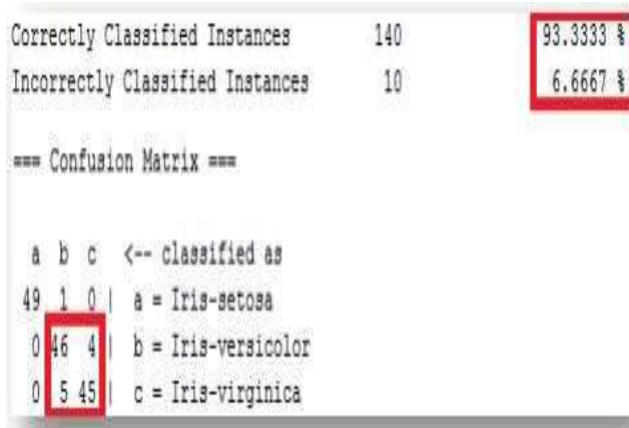 Correctly Classified Instances 140 93.3333 %
Incorrectly Classified Instances 10 6.6667 %
=== Confusion Matrix ===
a b c <-- classified as
49 1 0 | a = Iris-setosa
0 46 4 | b = Iris-versicolor
0 5 45 | c = Iris-virginica